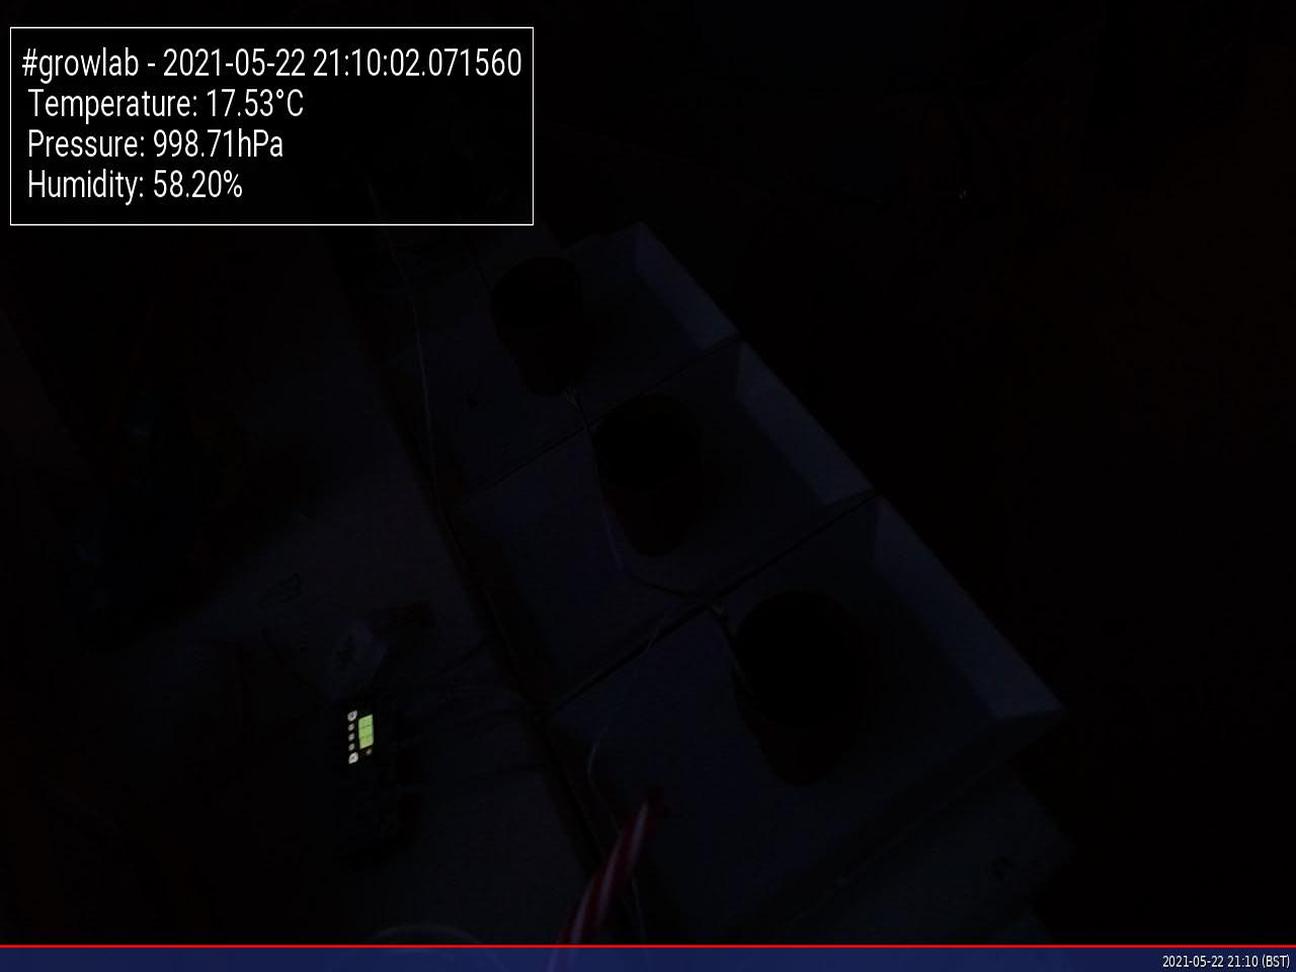 #growlab - 2021-05-22 21:10:02.071560
Temperature: 17.53°C
Pressure: 998.71hPa
Humidity: 58.20%
2021-05-22 21:10 (BST)